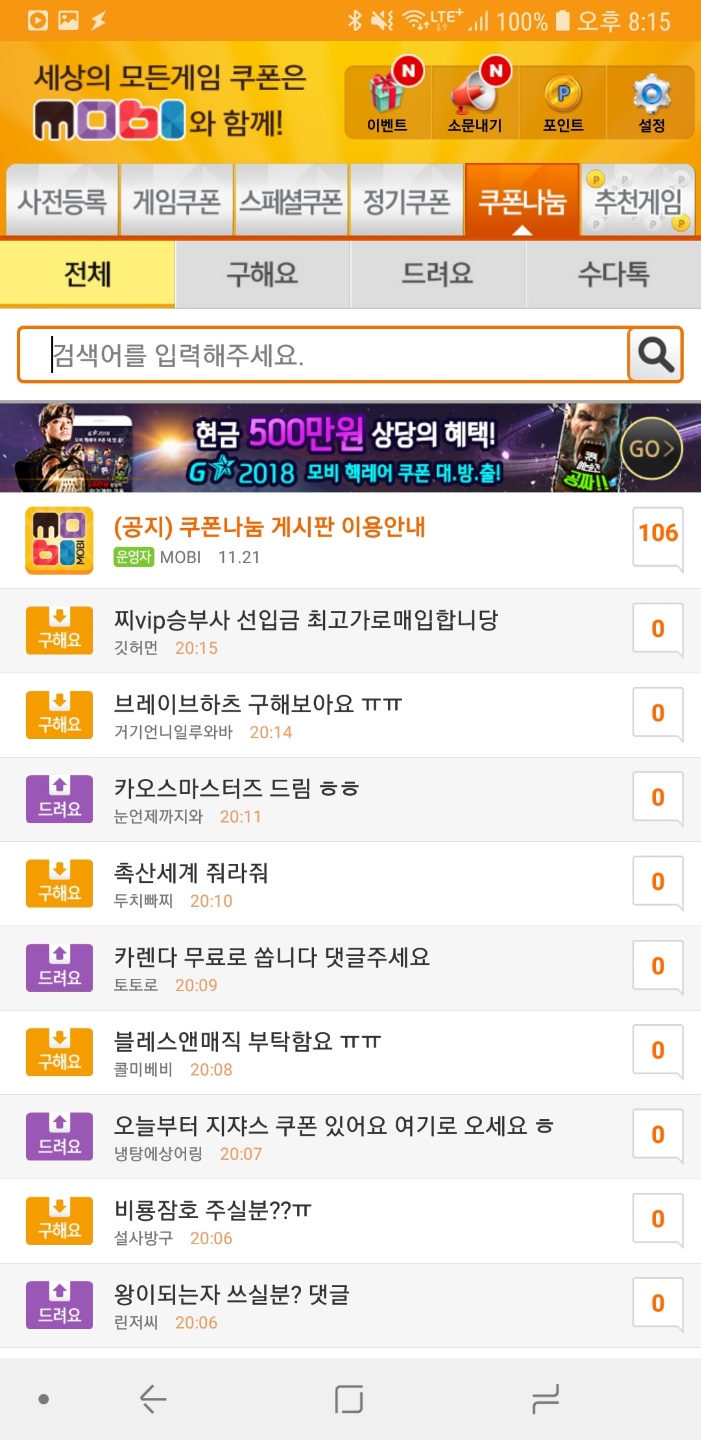 LTE+ 100% 오후 8:15
세상의 모든게임 쿠폰은
mobi와 함께!
N N
이벤트 소문내기 포인트 설정
사전등록 게임쿠폰 스페셜쿠폰 정기쿠폰 쿠폰나눔 추천게임
전체 구해요 드려요 수다톡
검색어를 입력해주세요.
현금 500만원 상당의 혜택!
G★2018 모비 핵레어 쿠폰 대.방.출!
공짜!!
GO >
(공지) 쿠폰나눔 게시판 이용안내
106
운영자 MOBI 11.21
구해요 찌vip승부사 선입금 최고가로매입합니당
0
깃허먼 20:15
구해요 브레이브하츠 구해보아요 ㅠㅠ
0
거기언니일루와바 20:14
드려요 카오스마스터즈 드림 ㅎㅎ
0
눈언제까지와 20:11
구해요 촉산세계 줘라줘
0
두치빠찌 20:10
드려요 카렌다 무료로 쏩니다 댓글주세요
0
토토로 20:09
구해요 블레스앤매직 부탁함요 ㅠㅠ
0
콜미베비 20:08
드려요 오늘부터 지쟈스 쿠폰 있어요 여기로 오세요 ㅎ
0
냉탕에상어링 20:07
구해요 비룡잠호 주실분??ㅠ
0
설사방구 20:06
드려요 왕이되는자 쓰실분? 댓글
0
린저씨 20:06